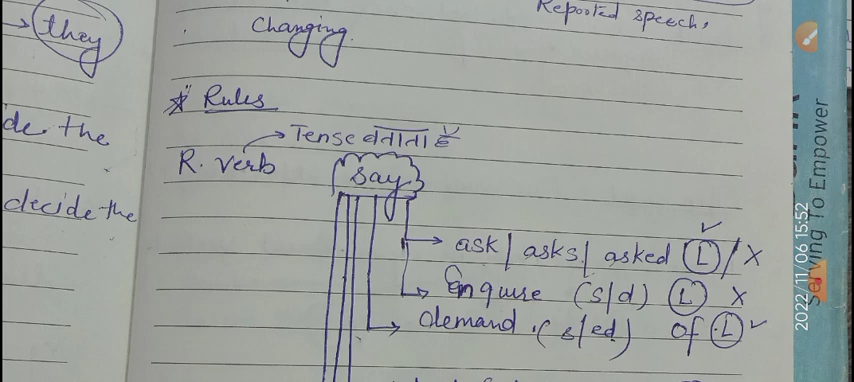 Reported speech,
→ they
Changing.
* Rules
de the
→ Tense बताता है
R. verb
Say
decide the
→ ask | asks | asked (L) ✓ / X
→ Enquire (s/d) (L) X
→ demand (s/ed) of (L) ✓
2022/11/06 15:52
Serving To Empower